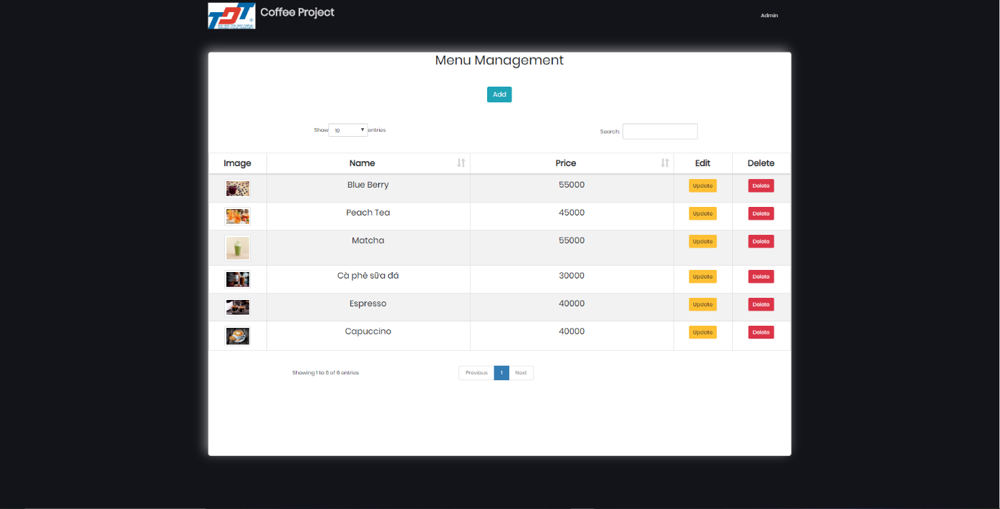 TDT
Coffee Project
Admin
Menu Management
Add
Show 10 entries
Search:
Image Name Price Edit Delete
Blue Berry 55000 Update Delete
Peach Tea 45000 Update Delete
Matcha 55000 Update Delete
Cà phê sữa đá 30000 Update Delete
Espresso 40000 Update Delete
Capuccino 40000 Update Delete
Showing 1 to 6 of 6 entries
Previous 1 Next